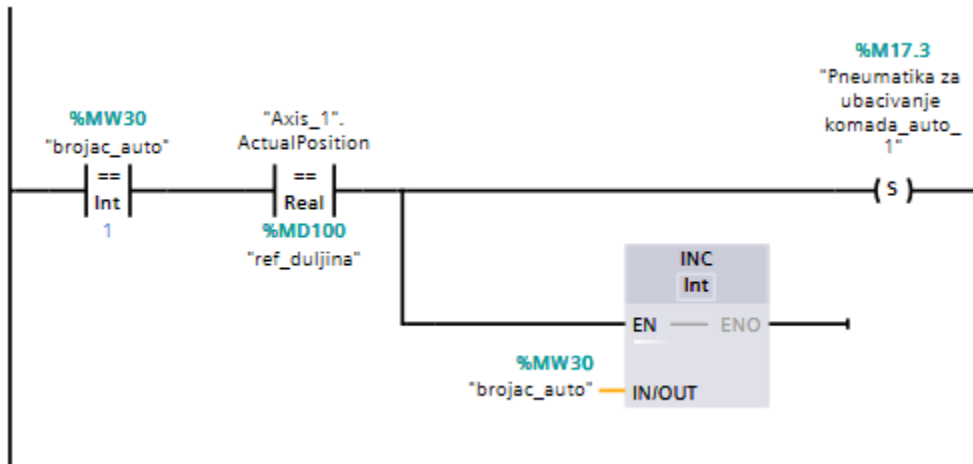 %M17.3
"Pneumatika za
ubacivanje
komada_auto_
1"
%MW30
"brojac_auto"
"Axis_1".
ActualPosition
==
Int
1
==
Real
%MD100
"ref_duljina"
S
INC
Int
EN
ENO
%MW30
"brojac_auto"
IN/OUT